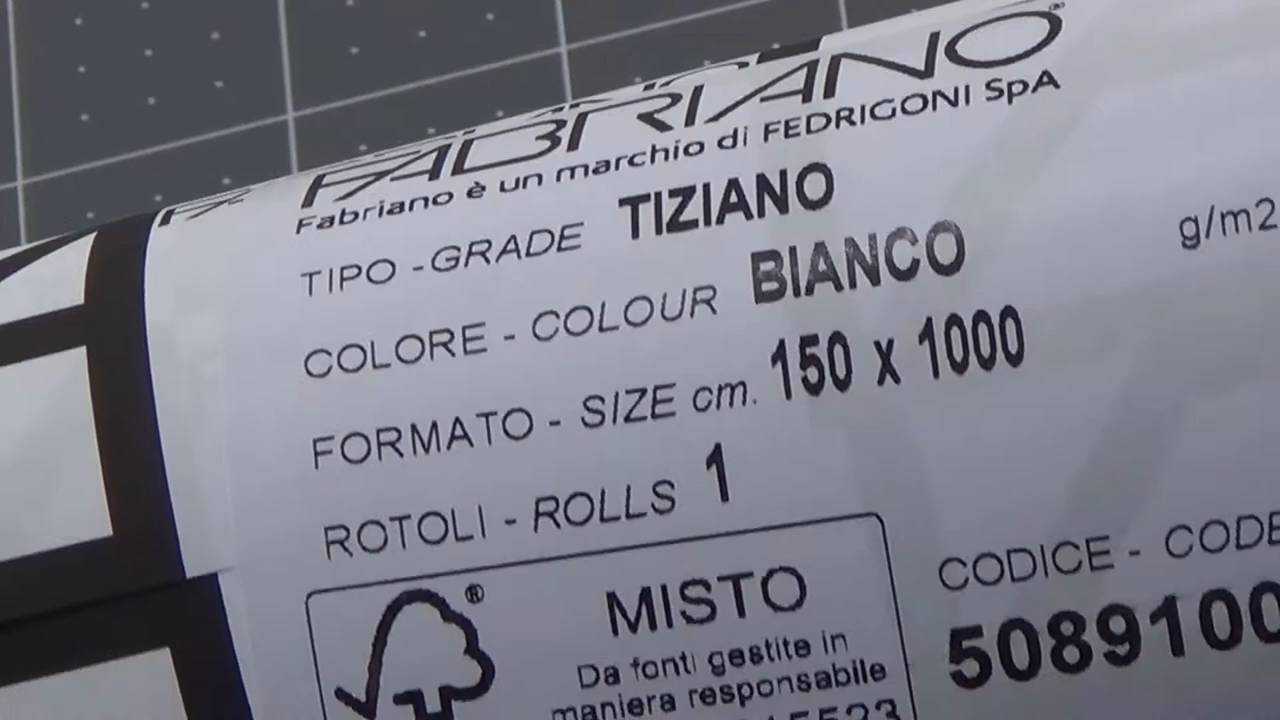 FABRIANO®
Fabriano è un marchio di FEDRIGONI SpA
TIPO - GRADE TIZIANO
COLORE - COLOUR BIANCO
g/m2
FORMATO - SIZE cm. 150 x 1000
ROTOLI - ROLLS 1
CODICE - CODE
5089100
®
MISTO
Da fonti gestite in
maniera responsabile